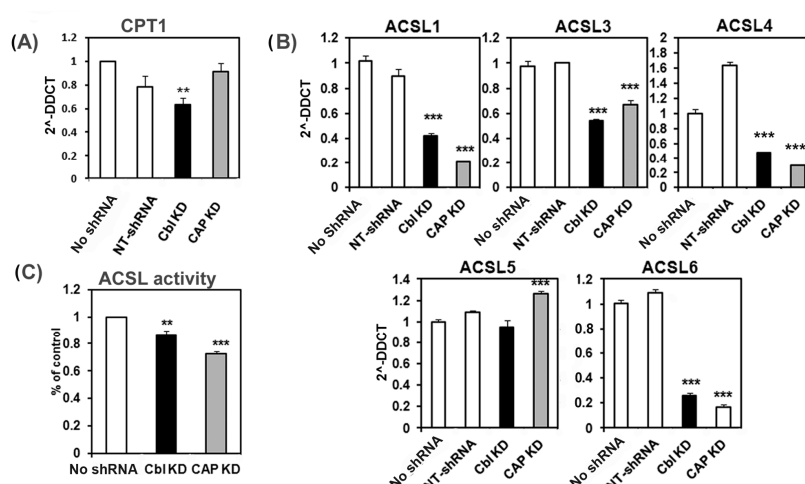 (A)
CPT1
2^-DDCT
1.2
1
0.8
0.6
0.4
0.2
0
**
No shRNA
NT-shRNA
Cbl KD
CAP KD
(B)
ACSL1
2^-DDCT
1.2
1
0.8
0.6
0.4
0.2
0
***
***
No shRNA
NT-shRNA
Cbl KD
CAP KD
ACSL3
1.2
1
0.8
0.6
0.4
0.2
0
***
***
No shRNA
NT-shRNA
Cbl KD
CAP KD
ACSL4
2
1.8
1.6
1.4
1.2
1
0.8
0.4
0.2
0
***
***
No shRNA
NT-shRNA
Cbl KD
CAP KD
(C)
ACSL activity
% of control
1.2
1
0.8
0.6
0.4
0.2
0
**
***
No shRNA Cbl KD CAP KD
ACSL5
2^-DDCT
1.4
1.2
1
0.8
0.6
0.4
0.2
0
***
No shRNA
NT-shRNA
Cbl KD
CAP KD
ACSL6
1.2
1
0.8
0.6
0.4
0.2
0
***
***
No shRNA
NT-shRNA
Cbl KD
CAP KD